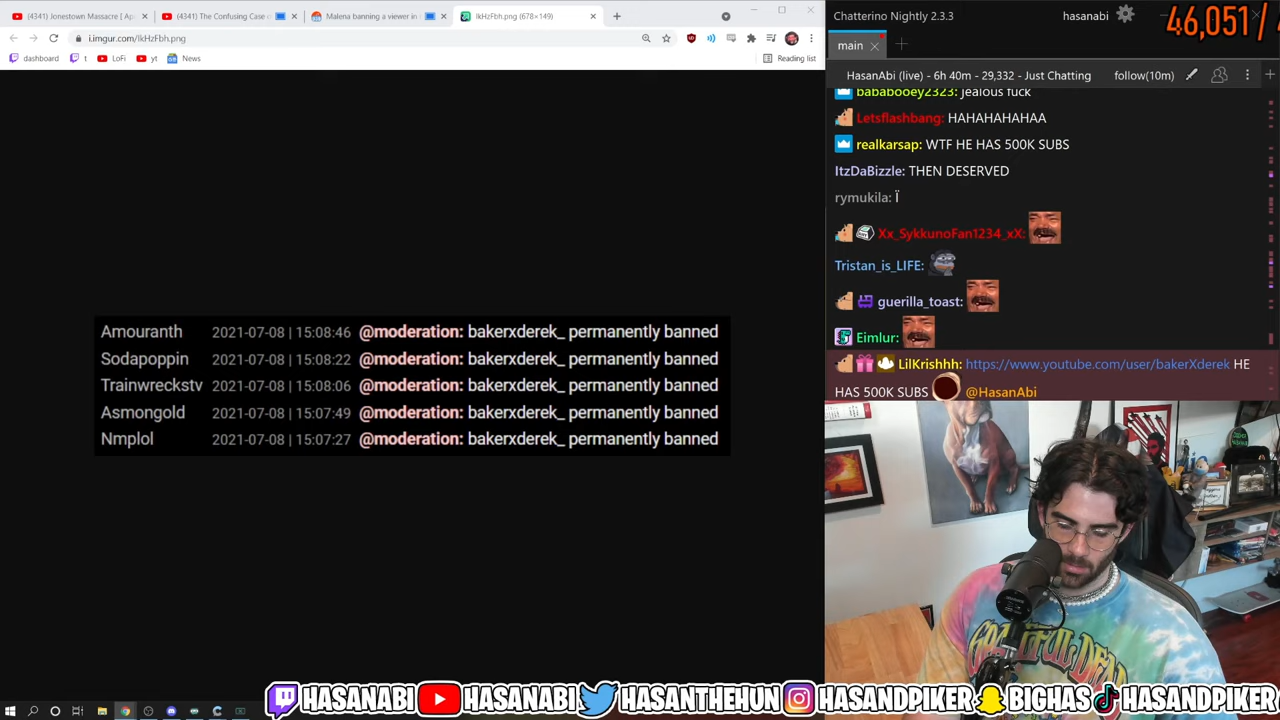 (4341) Jonestown Massacre | Ap
(4341) The Confusing Case o
Malena banning a viewer in
lkHzFbh.png (678×149)
i.imgur.com/lkHzFbh.png
dashboard
t
LoFi
yt
News
Reading list
Amouranth 2021-07-08 | 15:08:46 @moderation: bakerxderek_ permanently banned
Sodapoppin 2021-07-08 | 15:08:22 @moderation: bakerxderek_ permanently banned
Trainwreckstv 2021-07-08 | 15:08:06 @moderation: bakerxderek_ permanently banned
Asmongold 2021-07-08 | 15:07:49 @moderation: bakerxderek_ permanently banned
Nmplol 2021-07-08 | 15:07:27 @moderation: bakerxderek_ permanently banned
Chatterino Nightly 2.3.3
hasanabi
46,051 /
main
HasanAbi (live) - 6h 40m - 29,332 - Just Chatting
follow(10m)
bababooey2323: jealous fuck
Letsflashbang: HAHAHAHAHAA
realkarsap: WTF HE HAS 500K SUBS
ItzDaBizzle: THEN DESERVED
rymukila: Ï
Xx_SykkunoFan1234_xX:
Tristan_is_LIFE:
guerilla_toast:
Eimlur:
LilKrishhh: https://www.youtube.com/user/bakerXderek HE
HAS 500K SUBS @HasanAbi
HASANABI HASANABI HASANTHEHUN HASANDPIKER BIGHAS HASANDPIKER